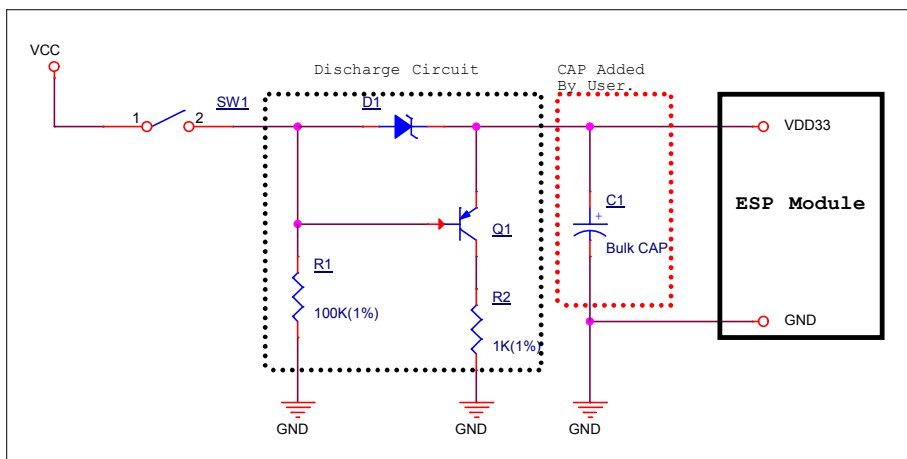 VCC
Discharge Circuit
CAP Added
By User.
SW1
D1
1
2
VDD33
ESP Module
C1
+
Q1
Bulk CAP
R1
R2
100K(1%)
GND
1K(1%)
GND
GND
GND